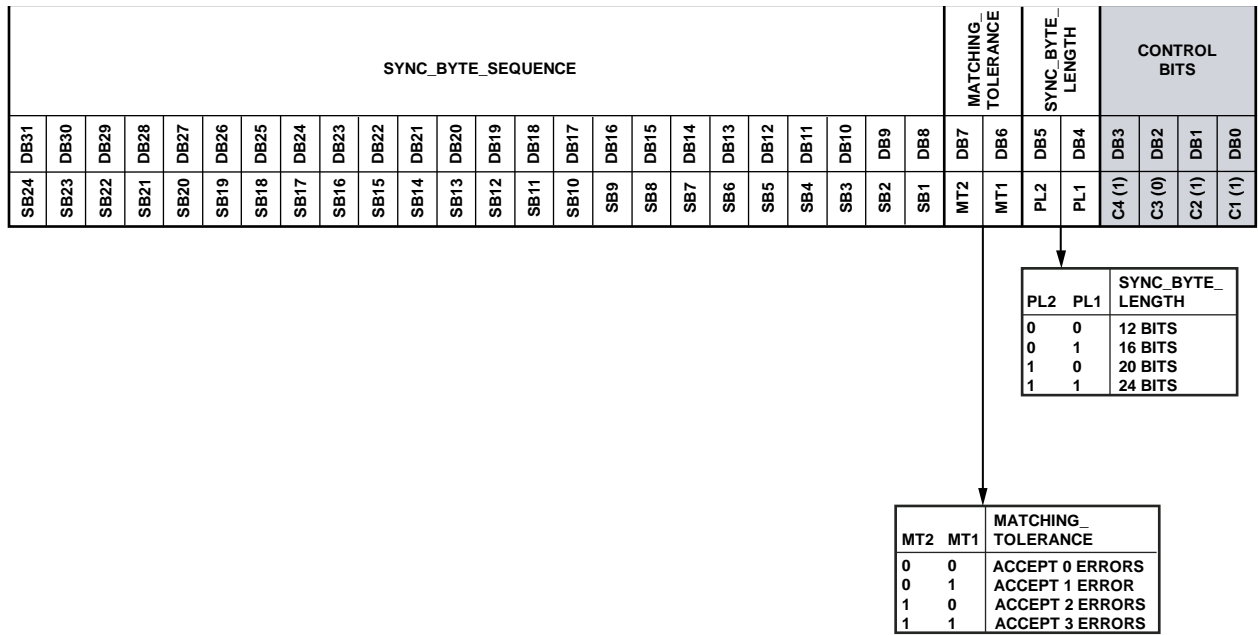 SYNC_BYTE_SEQUENCE
MATCHING_
TOLERANCE
SYNC_BYTE_
LENGTH
CONTROL
BITS
DB31 DB30 DB29 DB28 DB27 DB26 DB25 DB24 DB23 DB22 DB21 DB20 DB19 DB18 DB17 DB16 DB15 DB14 DB13 DB12 DB11 DB10 DB9 DB8 DB7 DB6 DB5 DB4 DB3 DB2 DB1 DB0
SB24 SB23 SB22 SB21 SB20 SB19 SB18 SB17 SB16 SB15 SB14 SB13 SB12 SB11 SB10 SB9 SB8 SB7 SB6 SB5 SB4 SB3 SB2 SB1 MT2 MT1 PL2 PL1 C4 (1) C3 (0) C2 (1) C1 (1)
PL2 PL1 SYNC_BYTE_
LENGTH
0 0 12 BITS
0 1 16 BITS
1 0 20 BITS
1 1 24 BITS
MT2 MT1 MATCHING_
TOLERANCE
0 0 ACCEPT 0 ERRORS
0 1 ACCEPT 1 ERROR
1 0 ACCEPT 2 ERRORS
1 1 ACCEPT 3 ERRORS